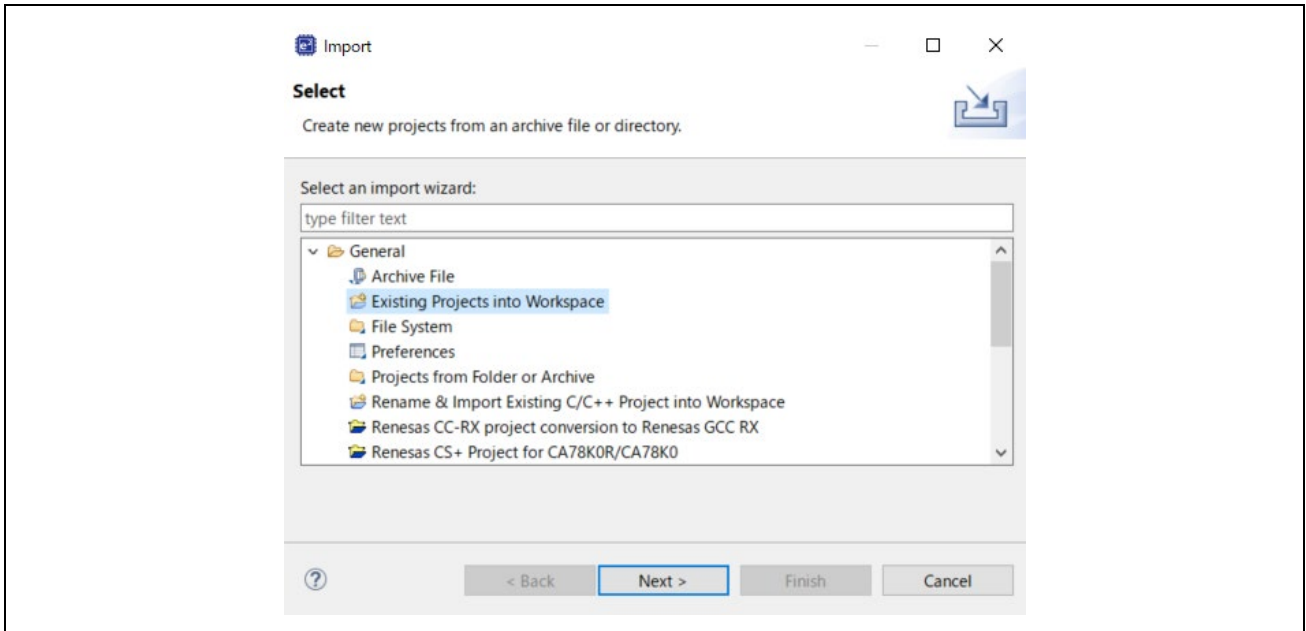 Import
Select
Create new projects from an archive file or directory.
Select an import wizard:
type filter text
General
Archive File
Existing Projects into Workspace
File System
Preferences
Projects from Folder or Archive
Rename & Import Existing C/C++ Project into Workspace
Renesas CC-RX project conversion to Renesas GCC RX
Renesas CS+ Project for CA78K0R/CA78K0
? < Back Next > Finish Cancel